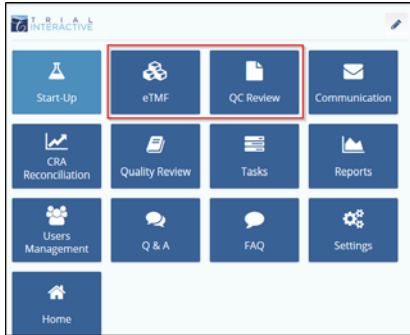 TRIAL
INTERACTIVE
Start-Up
eTMF
QC Review
Communication
CRA
Reconciliation
Quality Review
Tasks
Reports
Users
Management
Q & A
FAQ
Settings
Home